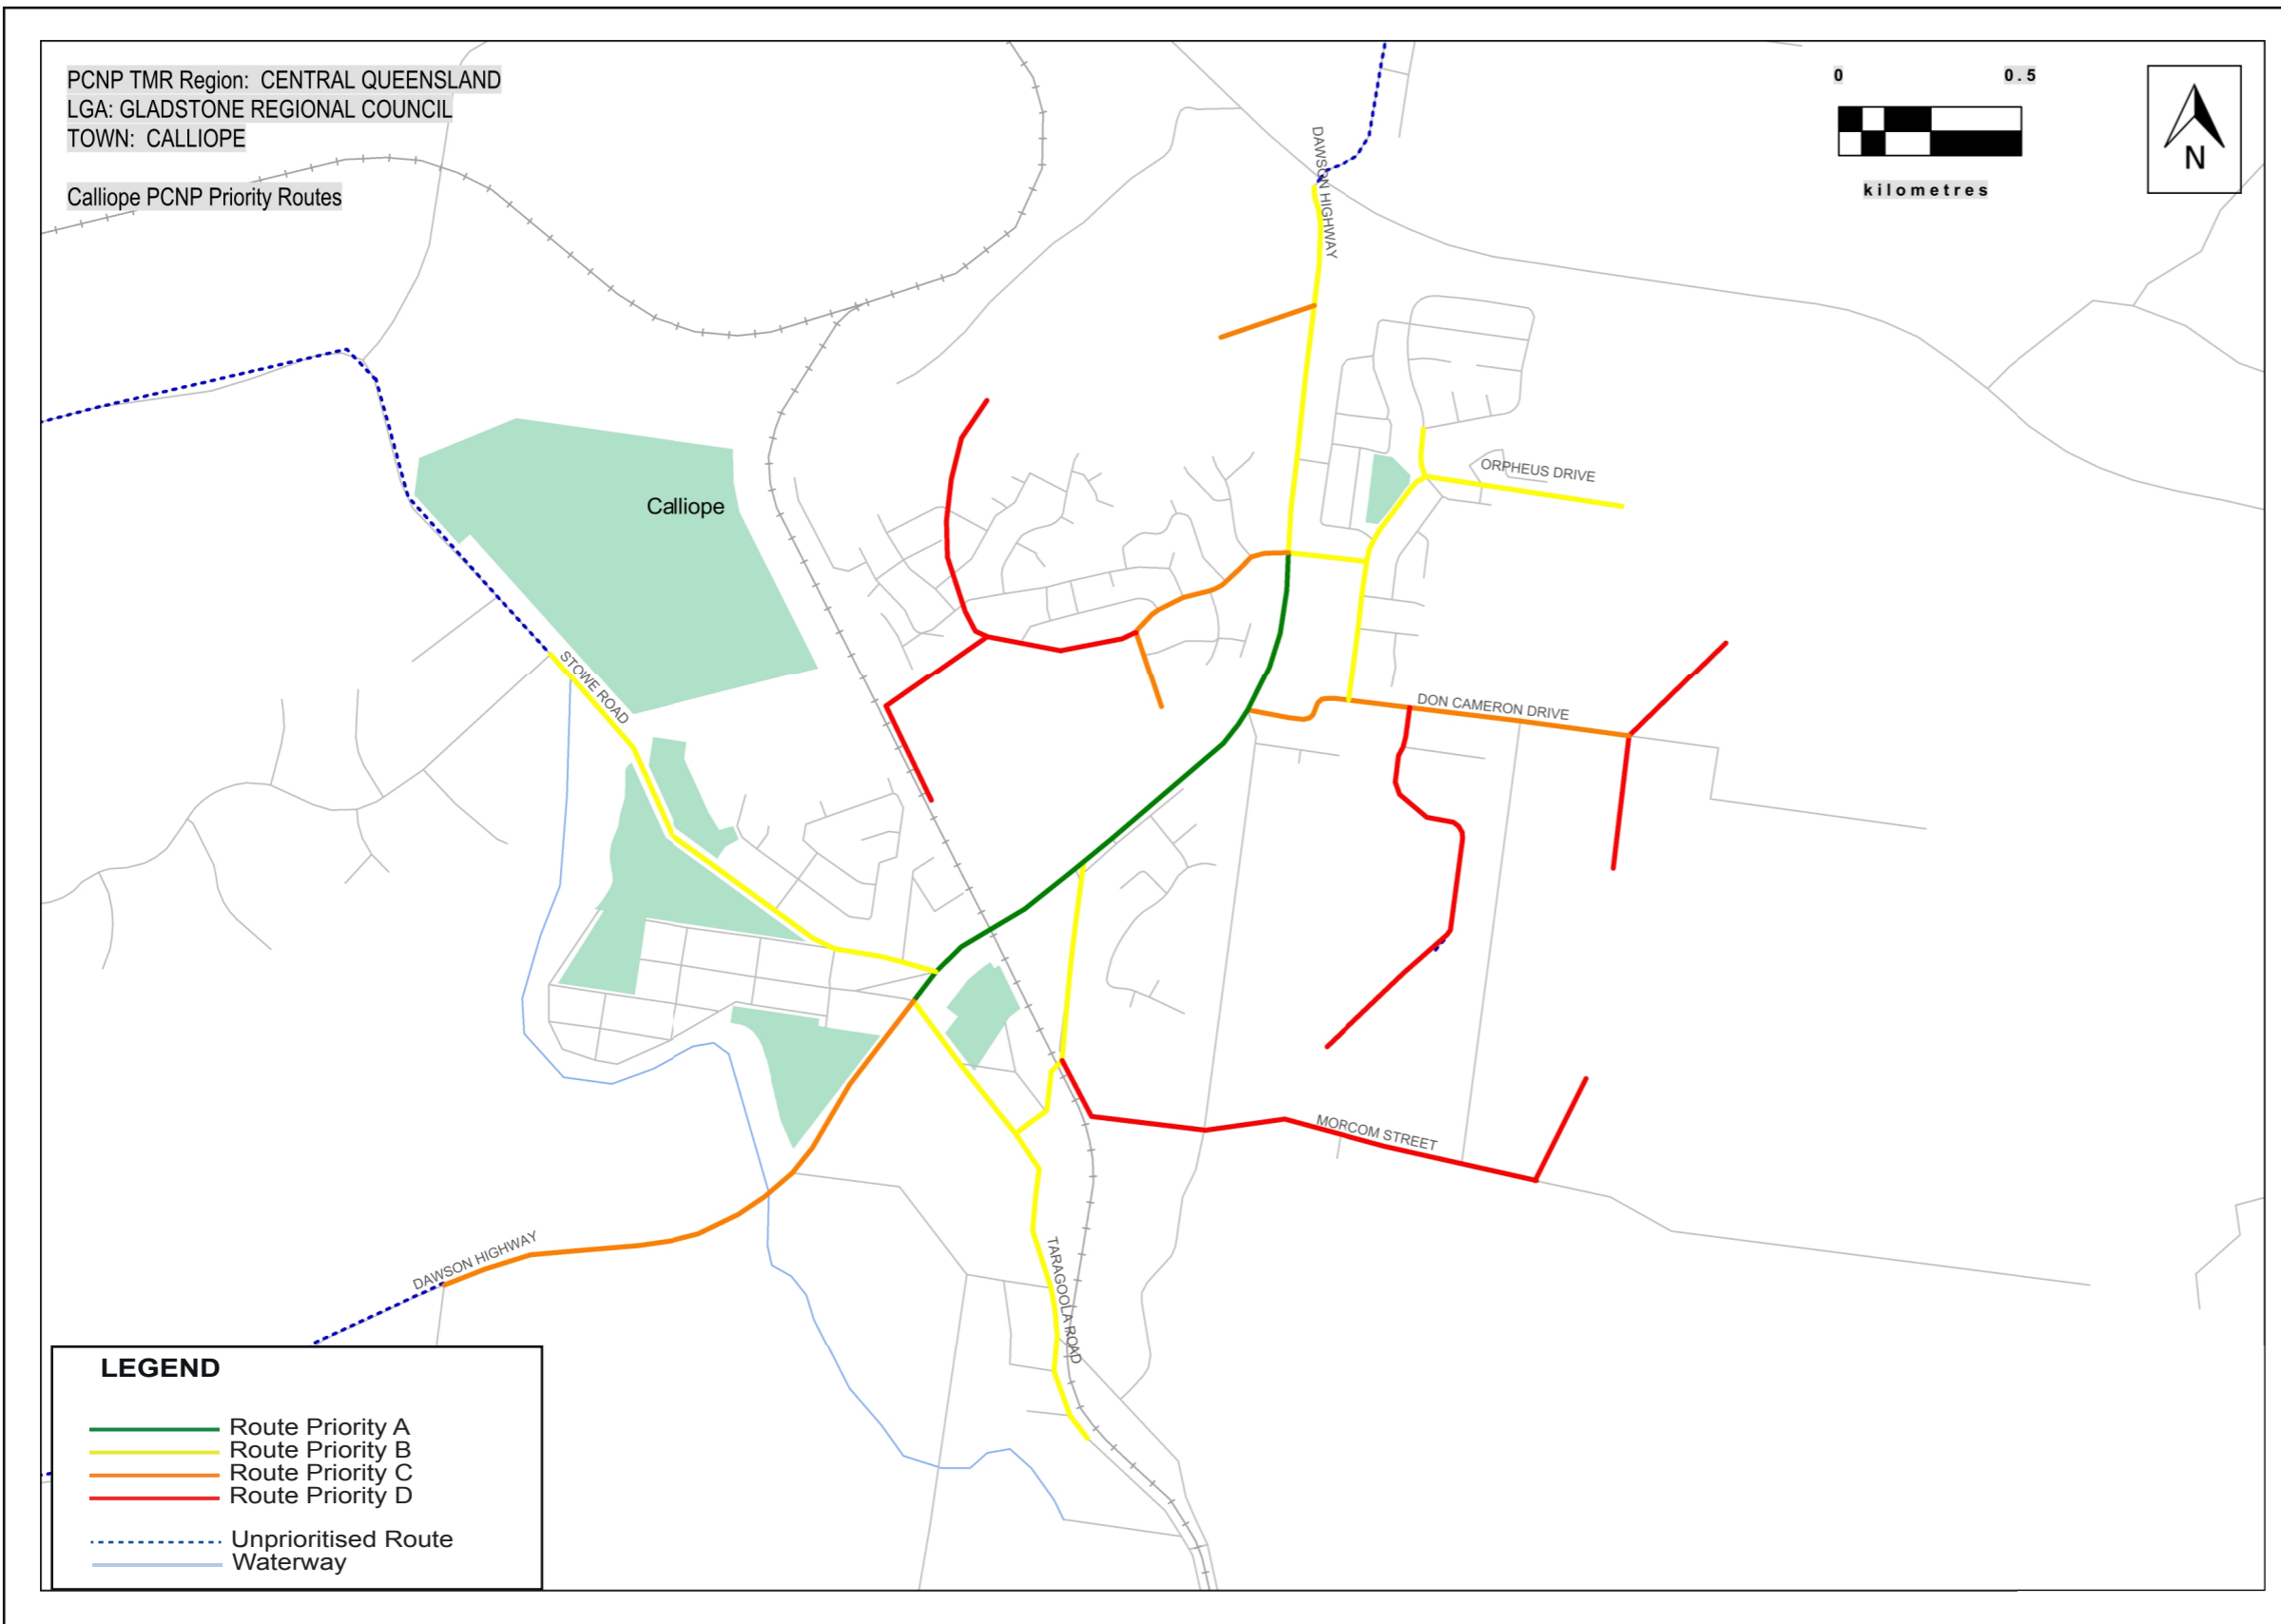 PCNP TMR Region: CENTRAL QUEENSLAND
LGA: GLADSTONE REGIONAL COUNCIL
TOWN: CALLIOPE
Calliope PCNP Priority Routes
0 0.5
kilometres
N
DAWSON HIGHWAY
ORPHEUS DRIVE
Calliope
STOWE ROAD
DON CAMERON DRIVE
MORCOM STREET
DAWSON HIGHWAY
TARAGOOLA ROAD
LEGEND
Route Priority A
Route Priority B
Route Priority C
Route Priority D
Unprioritised Route
Waterway